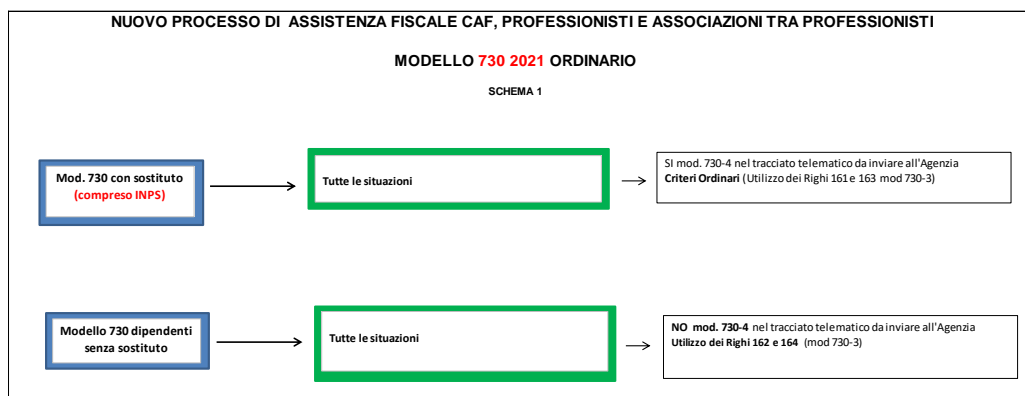 NUOVO PROCESSO DI ASSISTENZA FISCALE CAF, PROFESSIONISTI E ASSOCIAZIONI TRA PROFESSIONISTI
MODELLO 730 2021 ORDINARIO
SCHEMA 1
Mod. 730 con sostituto
(compreso INPS)
Tutte le situazioni
SI mod. 730-4 nel tracciato telematico da inviare all'Agenzia
Criteri Ordinari (Utilizzo dei Righi 161 e 163 mod 730-3)
Modello 730 dipendenti
senza sostituto
Tutte le situazioni
NO mod. 730-4 nel tracciato telematico da inviare all'Agenzia
Utilizzo dei Righi 162 e 164 (mod 730-3)